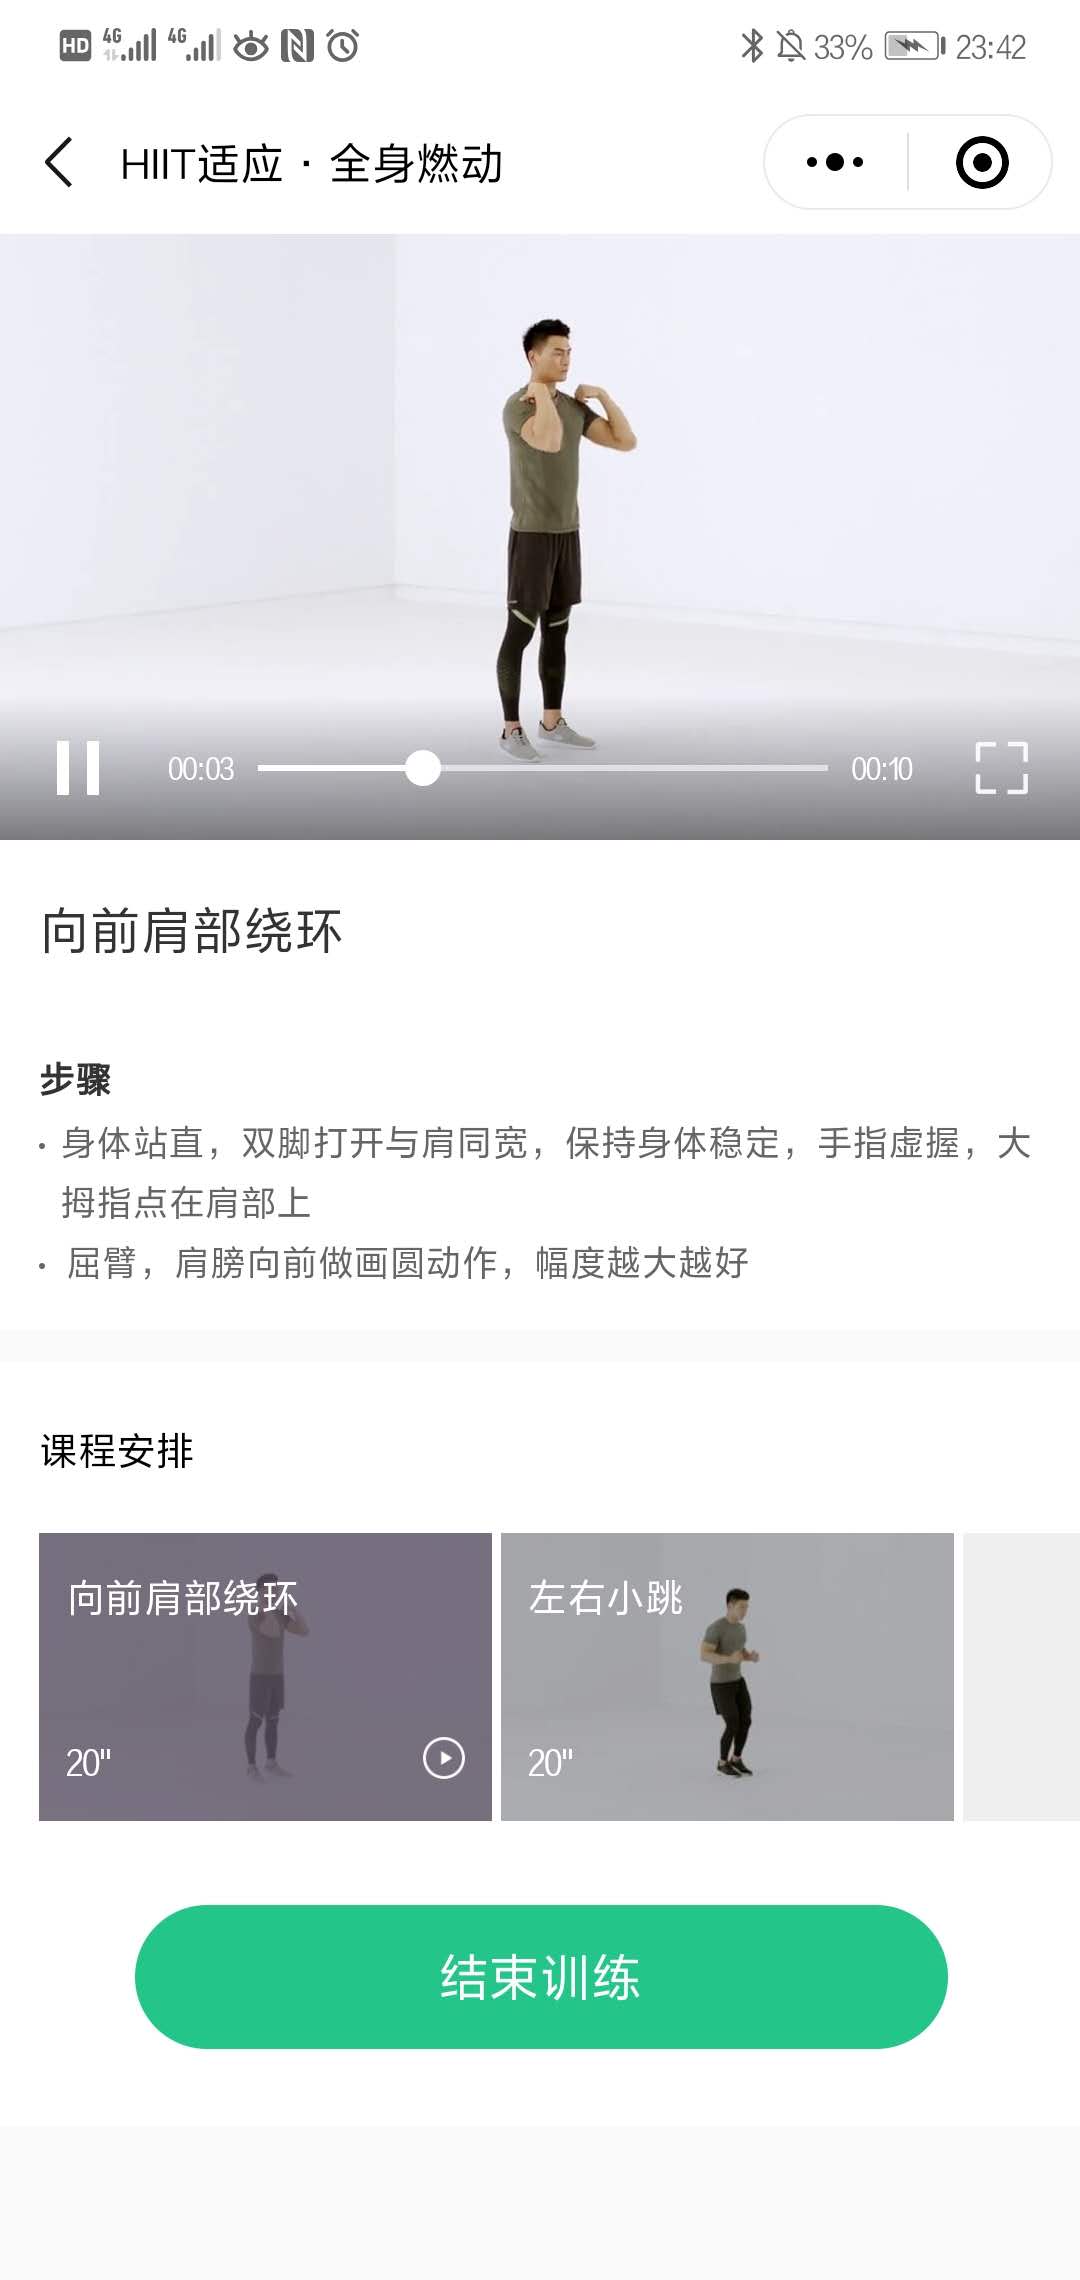 HD 4G 4G 33% 23:42
HIIT适应 · 全身燃动
00:03 00:10
向前肩部绕环
步骤
· 身体站直，双脚打开与肩同宽，保持身体稳定，手指虚握，大
拇指点在肩部上
· 屈臂，肩膀向前做画圆动作，幅度越大越好
课程安排
向前肩部绕环 左右小跳
20" 20"
结束训练